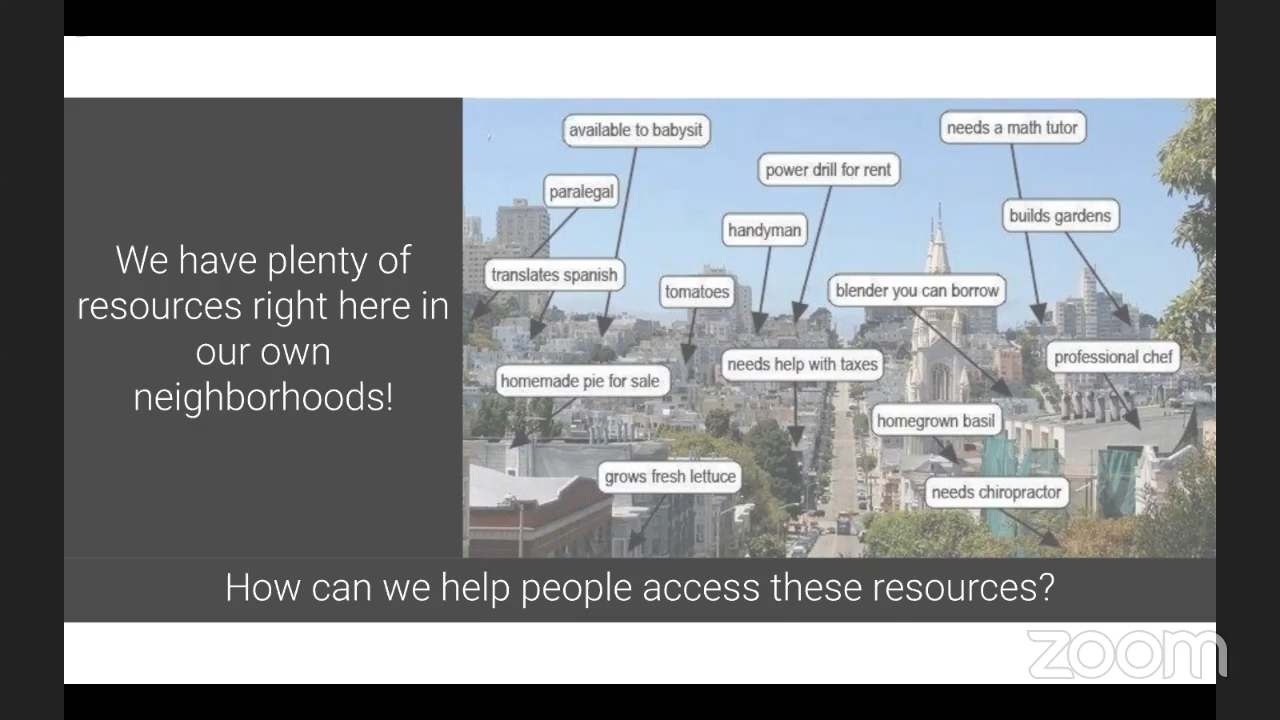 We have plenty of
resources right here in
our own
neighborhoods!
available to babysit
needs a math tutor
power drill for rent
paralegal
builds gardens
handyman
translates spanish
tomatoes
blender you can borrow
professional chef
needs help with taxes
homemade pie for sale
homegrown basil
grows fresh lettuce
needs chiropractor
How can we help people access these resources?
zoom